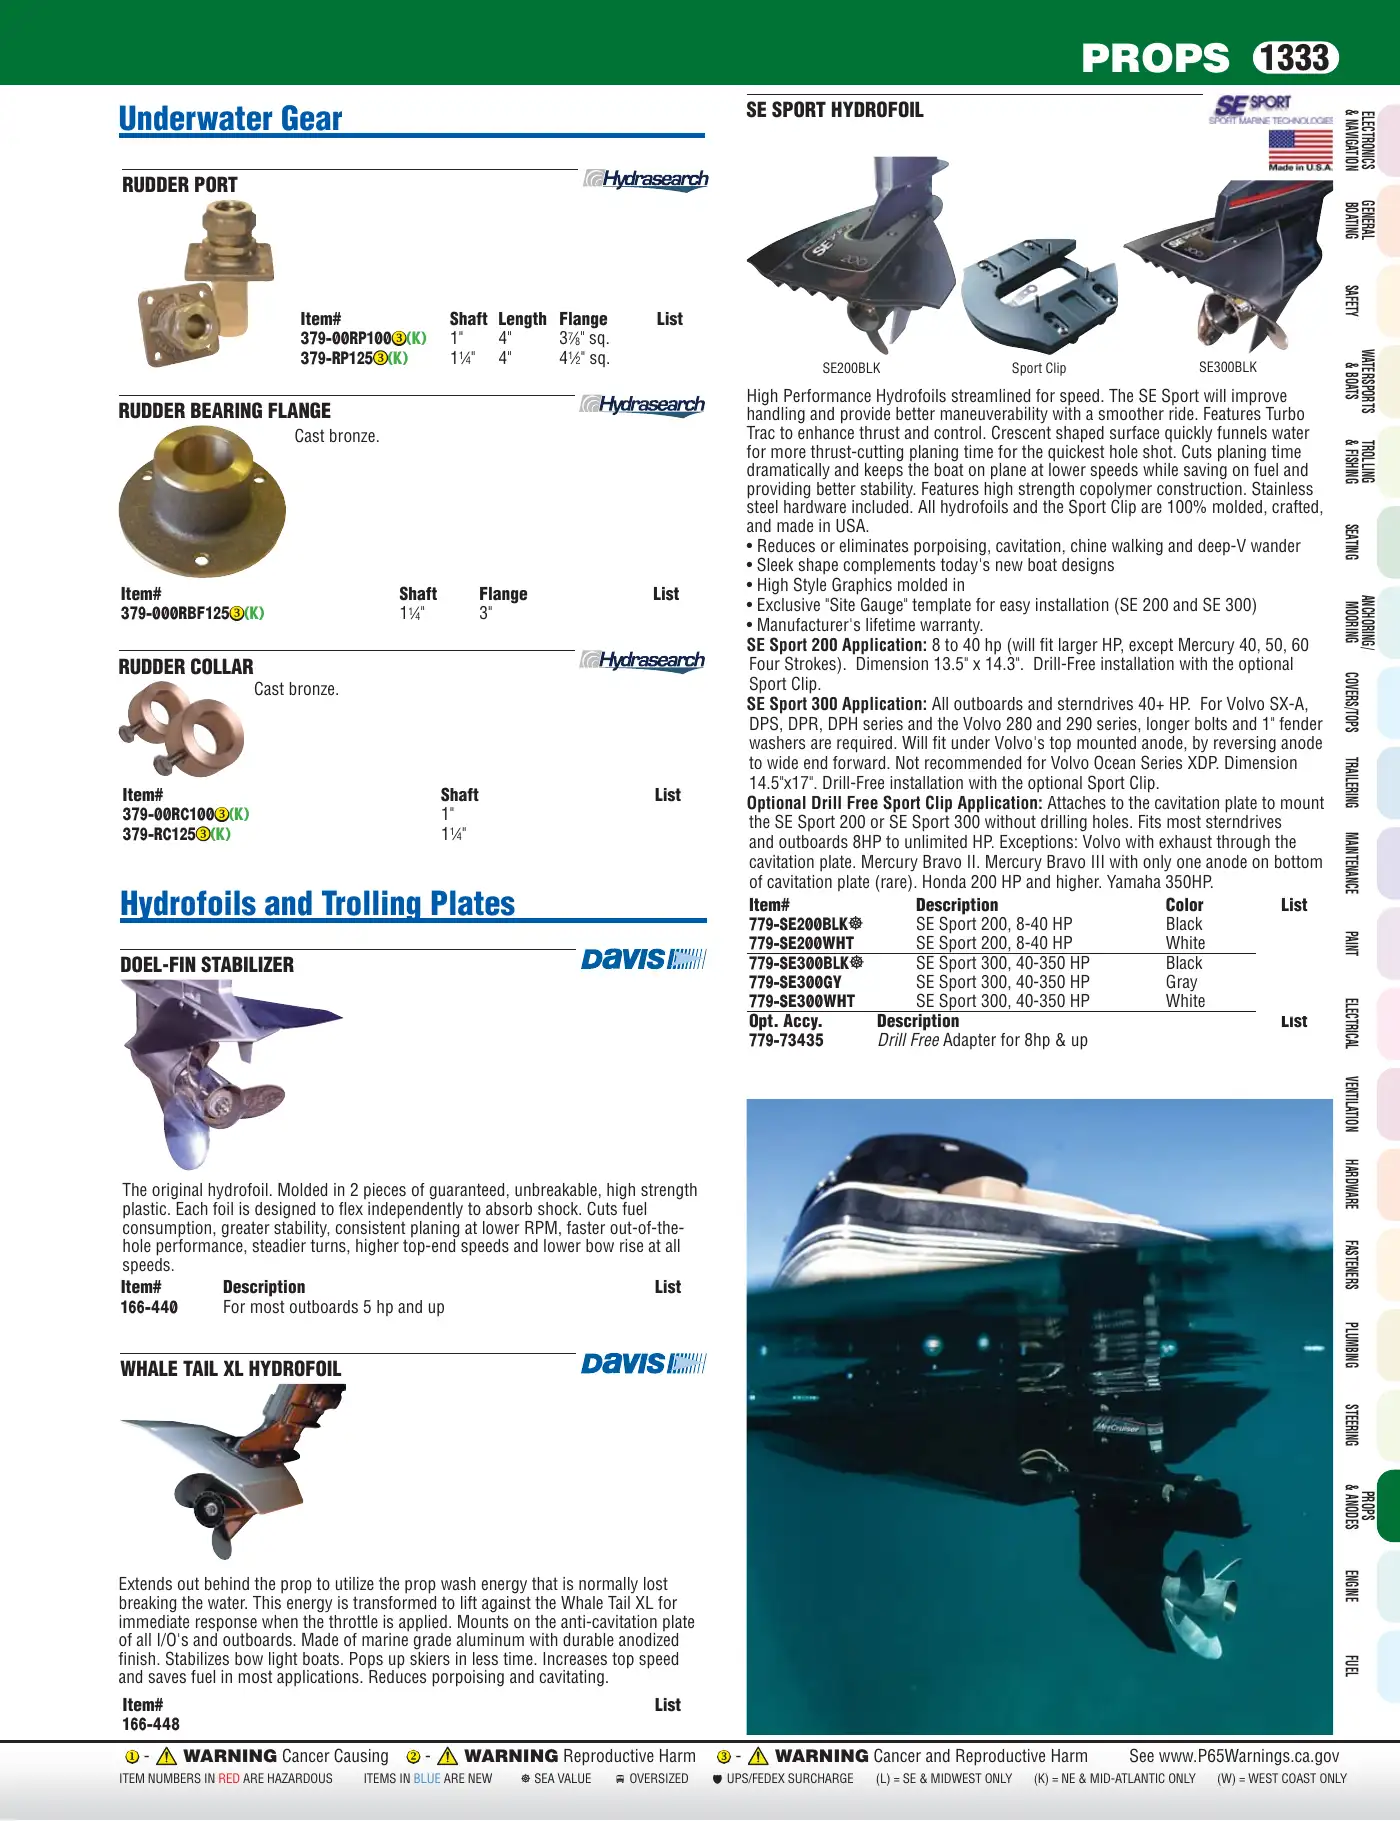 PROPS 1333
Underwater Gear
RUDDER PORT
Hydrasearch
Item# Shaft Length Flange List
379-00RP100③(K) 1" 4" 3⅞" sq.
379-RP125③(K) 1¼" 4" 4½" sq.
RUDDER BEARING FLANGE
Hydrasearch
Cast bronze.
Item# Shaft Flange List
379-000RBF125③(K) 1¼" 3"
RUDDER COLLAR
Hydrasearch
Cast bronze.
Item# Shaft List
379-00RC100③(K) 1"
379-RC125③(K) 1¼"
Hydrofoils and Trolling Plates
DOEL-FIN STABILIZER
DAVIS
The original hydrofoil. Molded in 2 pieces of guaranteed, unbreakable, high strength
plastic. Each foil is designed to flex independently to absorb shock. Cuts fuel
consumption, greater stability, consistent planing at lower RPM, faster out-of-the-
hole performance, steadier turns, higher top-end speeds and lower bow rise at all
speeds.
Item# Description List
166-440 For most outboards 5 hp and up
WHALE TAIL XL HYDROFOIL
DAVIS
Extends out behind the prop to utilize the prop wash energy that is normally lost
breaking the water. This energy is transformed to lift against the Whale Tail XL for
immediate response when the throttle is applied. Mounts on the anti-cavitation plate
of all I/O's and outboards. Made of marine grade aluminum with durable anodized
finish. Stabilizes bow light boats. Pops up skiers in less time. Increases top speed
and saves fuel in most applications. Reduces porpoising and cavitating.
Item# List
166-448
SE SPORT HYDROFOIL
SE SPORT
SPORT MARINE TECHNOLOGIES
Made in U.S.A.
SE 200
SE 300
SE200BLK Sport Clip SE300BLK
High Performance Hydrofoils streamlined for speed. The SE Sport will improve
handling and provide better maneuverability with a smoother ride. Features Turbo
Trac to enhance thrust and control. Crescent shaped surface quickly funnels water
for more thrust-cutting planing time for the quickest hole shot. Cuts planing time
dramatically and keeps the boat on plane at lower speeds while saving on fuel and
providing better stability. Features high strength copolymer construction. Stainless
steel hardware included. All hydrofoils and the Sport Clip are 100% molded, crafted,
and made in USA.
• Reduces or eliminates porpoising, cavitation, chine walking and deep-V wander
• Sleek shape complements today's new boat designs
• High Style Graphics molded in
• Exclusive "Site Gauge" template for easy installation (SE 200 and SE 300)
• Manufacturer's lifetime warranty.
SE Sport 200 Application: 8 to 40 hp (will fit larger HP, except Mercury 40, 50, 60
Four Strokes). Dimension 13.5" x 14.3". Drill-Free installation with the optional
Sport Clip.
SE Sport 300 Application: All outboards and sterndrives 40+ HP. For Volvo SX-A,
DPS, DPR, DPH series and the Volvo 280 and 290 series, longer bolts and 1" fender
washers are required. Will fit under Volvo's top mounted anode, by reversing anode
to wide end forward. Not recommended for Volvo Ocean Series XDP. Dimension
14.5"x17". Drill-Free installation with the optional Sport Clip.
Optional Drill Free Sport Clip Application: Attaches to the cavitation plate to mount
the SE Sport 200 or SE Sport 300 without drilling holes. Fits most sterndrives
and outboards 8HP to unlimited HP. Exceptions: Volvo with exhaust through the
cavitation plate. Mercury Bravo II. Mercury Bravo III with only one anode on bottom
of cavitation plate (rare). Honda 200 HP and higher. Yamaha 350HP.
Item# Description Color List
779-SE200BLK☸ SE Sport 200, 8-40 HP Black
779-SE200WHT SE Sport 200, 8-40 HP White
779-SE300BLK☸ SE Sport 300, 40-350 HP Black
779-SE300GY SE Sport 300, 40-350 HP Gray
779-SE300WHT SE Sport 300, 40-350 HP White
Opt. Accy. Description List
779-73435 Drill Free Adapter for 8hp & up
MerCruiser
ELECTRONICS
& NAVIGATION
GENERAL
BOATING
SAFETY
WATERSPORTS
& BOATS
TROLLING
& FISHING
SEATING
ANCHORING/
MOORING
COVERS/TOPS
TRAILERING
MAINTENANCE
PAINT
ELECTRICAL
VENTILATION
HARDWARE
FASTENERS
PLUMBING
STEERING
PROPS
& ANODES
ENGINE
FUEL
① - ⚠ WARNING Cancer Causing ② - ⚠ WARNING Reproductive Harm ③ - ⚠ WARNING Cancer and Reproductive Harm See www.P65Warnings.ca.gov
ITEM NUMBERS IN RED ARE HAZARDOUS ITEMS IN BLUE ARE NEW ☸ SEA VALUE OVERSIZED UPS/FEDEX SURCHARGE (L) = SE & MIDWEST ONLY (K) = NE & MID-ATLANTIC ONLY (W) = WEST COAST ONLY